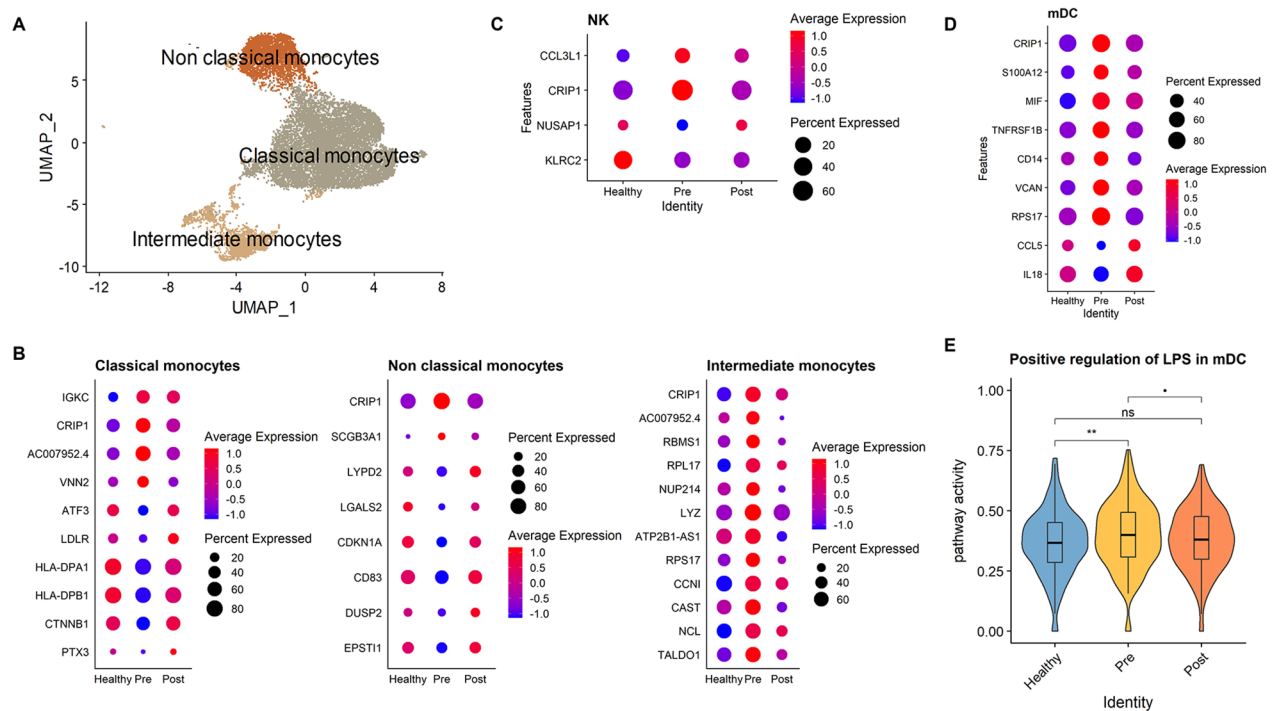 A
Non classical monocytes
Classical monocytes
Intermediate monocytes
UMAP_2
5
0
-5
-10
-12
-8
-4
0
4
8
UMAP_1
C
NK
CCL3L1
CRIP1
NUSAP1
KLRC2
Features
Healthy
Pre
Post
Identity
Average Expression
1.0
0.5
0.0
-0.5
-1.0
Percent Expressed
20
40
60
D
mDC
CRIP1
S100A12
MIF
TNFRSF1B
CD14
VCAN
RPS17
CCL5
IL18
Features
Healthy
Pre
Post
Identity
Percent Expressed
40
60
80
Average Expression
1.0
0.5
0.0
-0.5
-1.0
B
Classical monocytes
IGKC
CRIP1
AC007952.4
VNN2
ATF3
LDLR
HLA-DPA1
HLA-DPB1
CTNNB1
PTX3
Healthy
Pre
Post
Average Expression
1.0
0.5
0.0
-0.5
-1.0
Percent Expressed
20
40
60
80
Non classical monocytes
CRIP1
SCGB3A1
LYPD2
LGALS2
CDKN1A
CD83
DUSP2
EPSTI1
Healthy
Pre
Post
Percent Expressed
20
40
60
80
Average Expression
1.0
0.5
0.0
-0.5
-1.0
Intermediate monocytes
CRIP1
AC007952.4
RBMS1
RPL17
NUP214
LYZ
ATP2B1-AS1
RPS17
CCNI
CAST
NCL
TALDO1
Healthy
Pre
Post
Average Expression
1.0
0.5
0.0
-0.5
-1.0
Percent Expressed
20
40
60
E
Positive regulation of LPS in mDC
1.00
0.75
0.50
0.25
0.00
pathway activity
*
ns
**
Healthy
Pre
Post
Identity